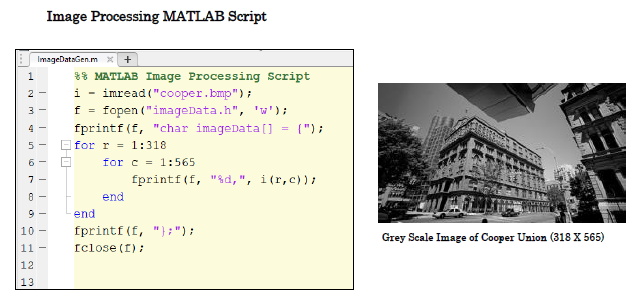 Image Processing MATLAB Script
ImageDataGen.m × +
1 %% MATLAB Image Processing Script
2 - i = imread("cooper.bmp");
3 - f = fopen("imageData.h", 'w');
4 - fprintf(f, "char imageData[] = {");
5 - for r = 1:318
6 - for c = 1:565
7 - fprintf(f, "%d,", i(r,c));
8 - end
9 - end
10 - fprintf(f, "};");
11 - fclose(f);
12
13
Grey Scale Image of Cooper Union (318 X 565)